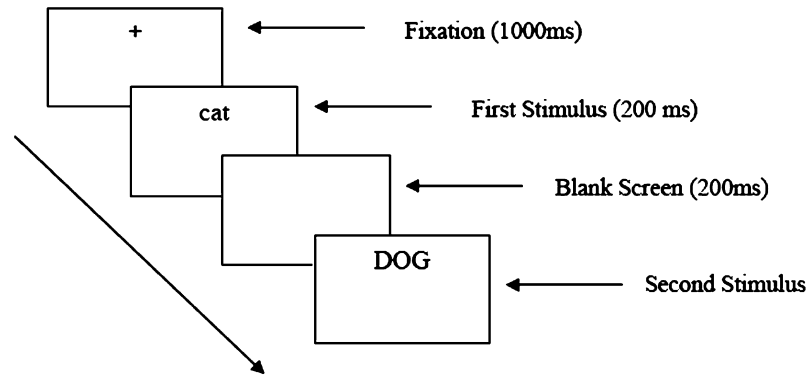 +
Fixation (1000ms)
cat
First Stimulus (200 ms)
Blank Screen (200ms)
DOG
Second Stimulus